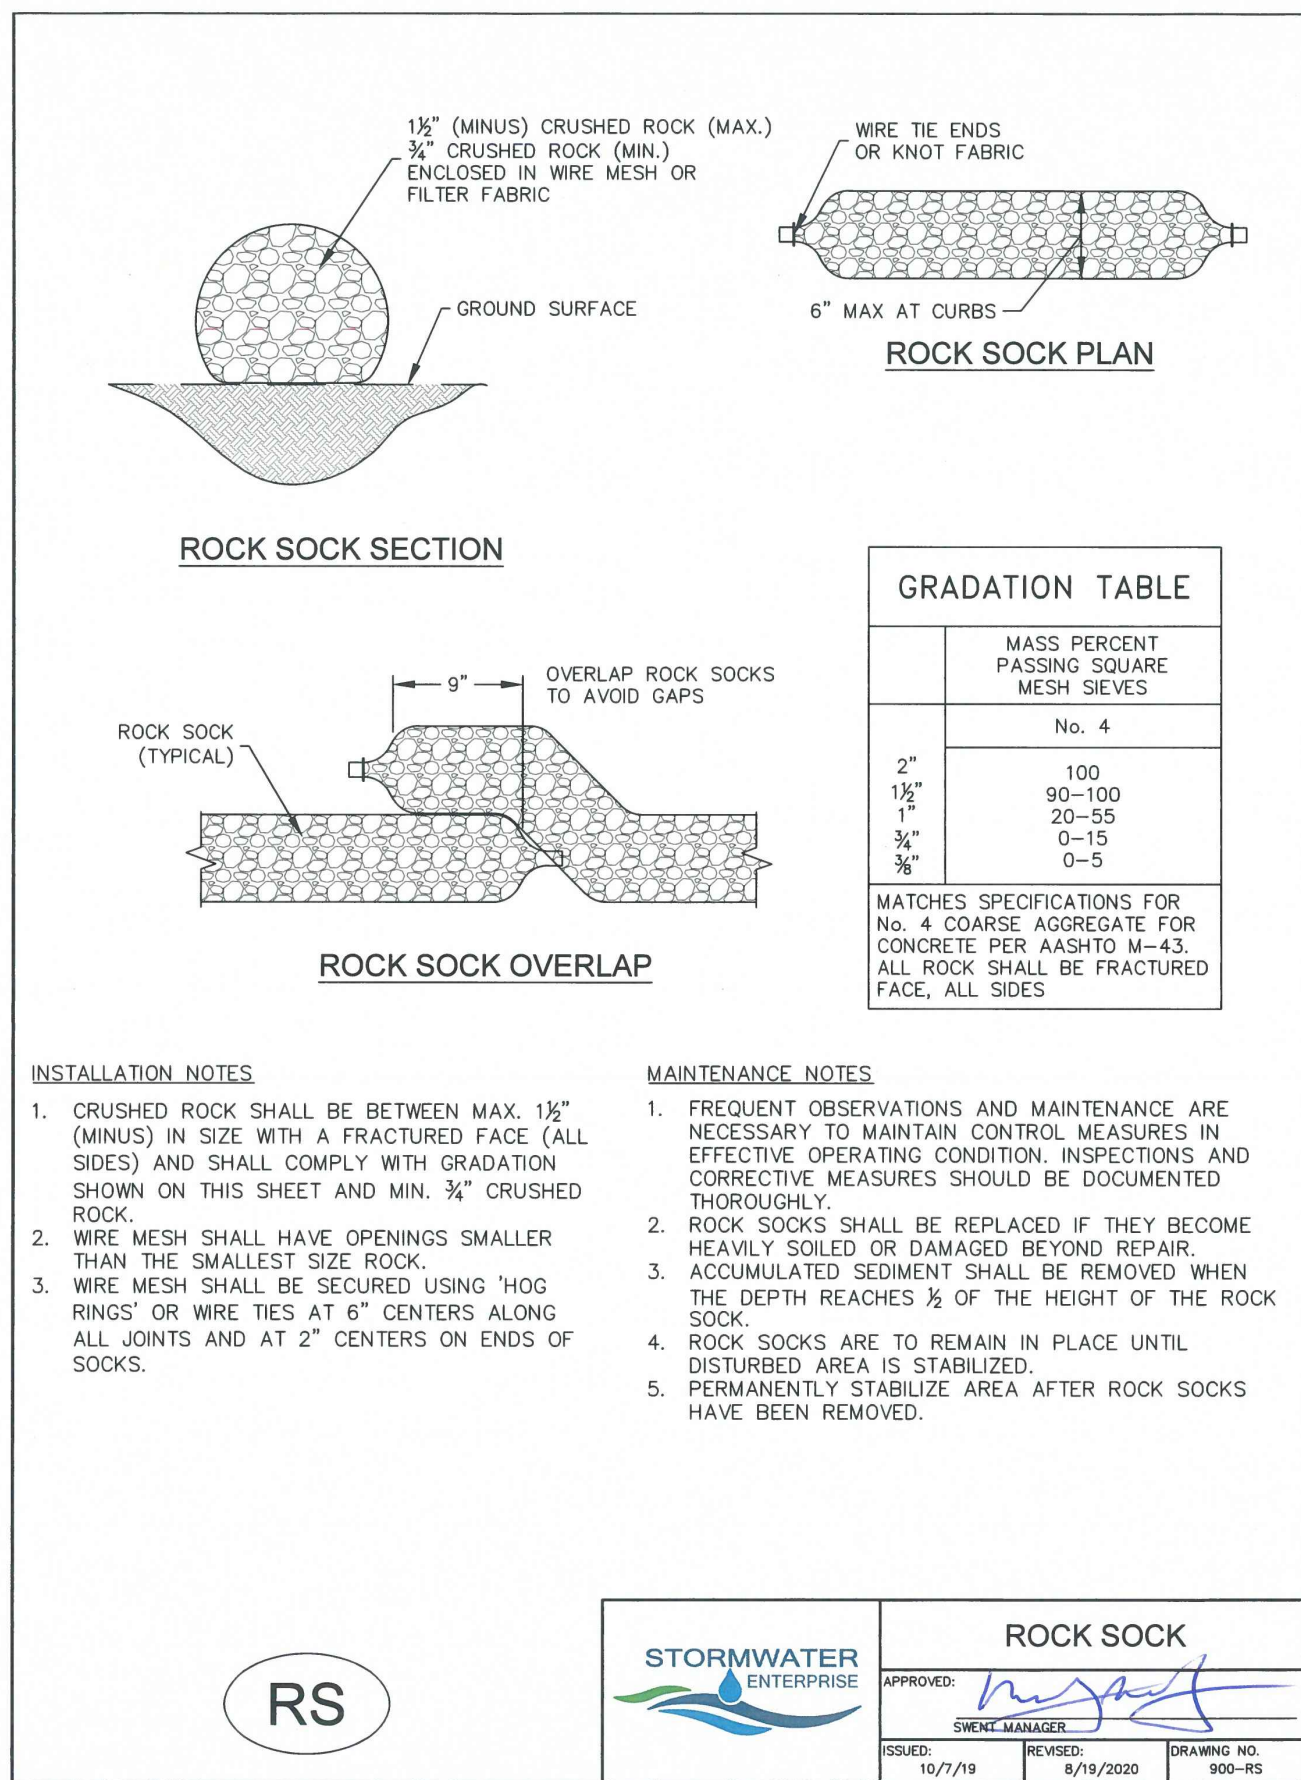 1½" (MINUS) CRUSHED ROCK (MAX.)
¾" CRUSHED ROCK (MIN.)
ENCLOSED IN WIRE MESH OR
FILTER FABRIC
GROUND SURFACE
ROCK SOCK SECTION
WIRE TIE ENDS
OR KNOT FABRIC
6" MAX AT CURBS
ROCK SOCK PLAN
9"
OVERLAP ROCK SOCKS
TO AVOID GAPS
ROCK SOCK
(TYPICAL)
ROCK SOCK OVERLAP
GRADATION TABLE
MASS PERCENT
PASSING SQUARE
MESH SIEVES
No. 4
2" 100
1½" 90-100
1" 20-55
¾" 0-15
⅜" 0-5
MATCHES SPECIFICATIONS FOR
No. 4 COARSE AGGREGATE FOR
CONCRETE PER AASHTO M-43.
ALL ROCK SHALL BE FRACTURED
FACE, ALL SIDES
INSTALLATION NOTES
1. CRUSHED ROCK SHALL BE BETWEEN MAX. 1½"
(MINUS) IN SIZE WITH A FRACTURED FACE (ALL
SIDES) AND SHALL COMPLY WITH GRADATION
SHOWN ON THIS SHEET AND MIN. ¾" CRUSHED
ROCK.
2. WIRE MESH SHALL HAVE OPENINGS SMALLER
THAN THE SMALLEST SIZE ROCK.
3. WIRE MESH SHALL BE SECURED USING 'HOG
RINGS' OR WIRE TIES AT 6" CENTERS ALONG
ALL JOINTS AND AT 2" CENTERS ON ENDS OF
SOCKS.
MAINTENANCE NOTES
1. FREQUENT OBSERVATIONS AND MAINTENANCE ARE
NECESSARY TO MAINTAIN CONTROL MEASURES IN
EFFECTIVE OPERATING CONDITION. INSPECTIONS AND
CORRECTIVE MEASURES SHOULD BE DOCUMENTED
THOROUGHLY.
2. ROCK SOCKS SHALL BE REPLACED IF THEY BECOME
HEAVILY SOILED OR DAMAGED BEYOND REPAIR.
3. ACCUMULATED SEDIMENT SHALL BE REMOVED WHEN
THE DEPTH REACHES ½ OF THE HEIGHT OF THE ROCK
SOCK.
4. ROCK SOCKS ARE TO REMAIN IN PLACE UNTIL
DISTURBED AREA IS STABILIZED.
5. PERMANENTLY STABILIZE AREA AFTER ROCK SOCKS
HAVE BEEN REMOVED.
RS
STORMWATER
ENTERPRISE
ROCK SOCK
APPROVED:
SWENT MANAGER
ISSUED: REVISED: DRAWING NO.
10/7/19 8/19/2020 900-RS